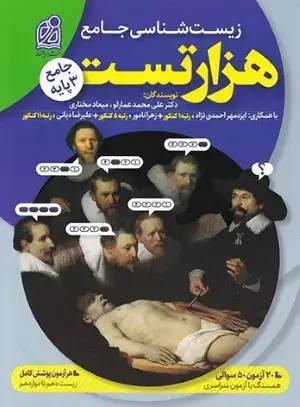 زیست‌شناسی جامع
هزار تست
جامع
۳ پایه
نویسندگان:
دکتر علی محمد عمارلو، میعاد مختاری
با همکاری: ایزدمهر احمدی نژاد، رتبه ۱ کنکور + زهرا نامور، رتبه ۵ کنکور + علیرضا دیانی، رتبه ۱۱ کنکور
؟
۲۰ آزمون ۵۰ سوالی
همسنگ با آزمون سراسری
هر آزمون پوشش کامل
زیست دهم تا دوازدهم